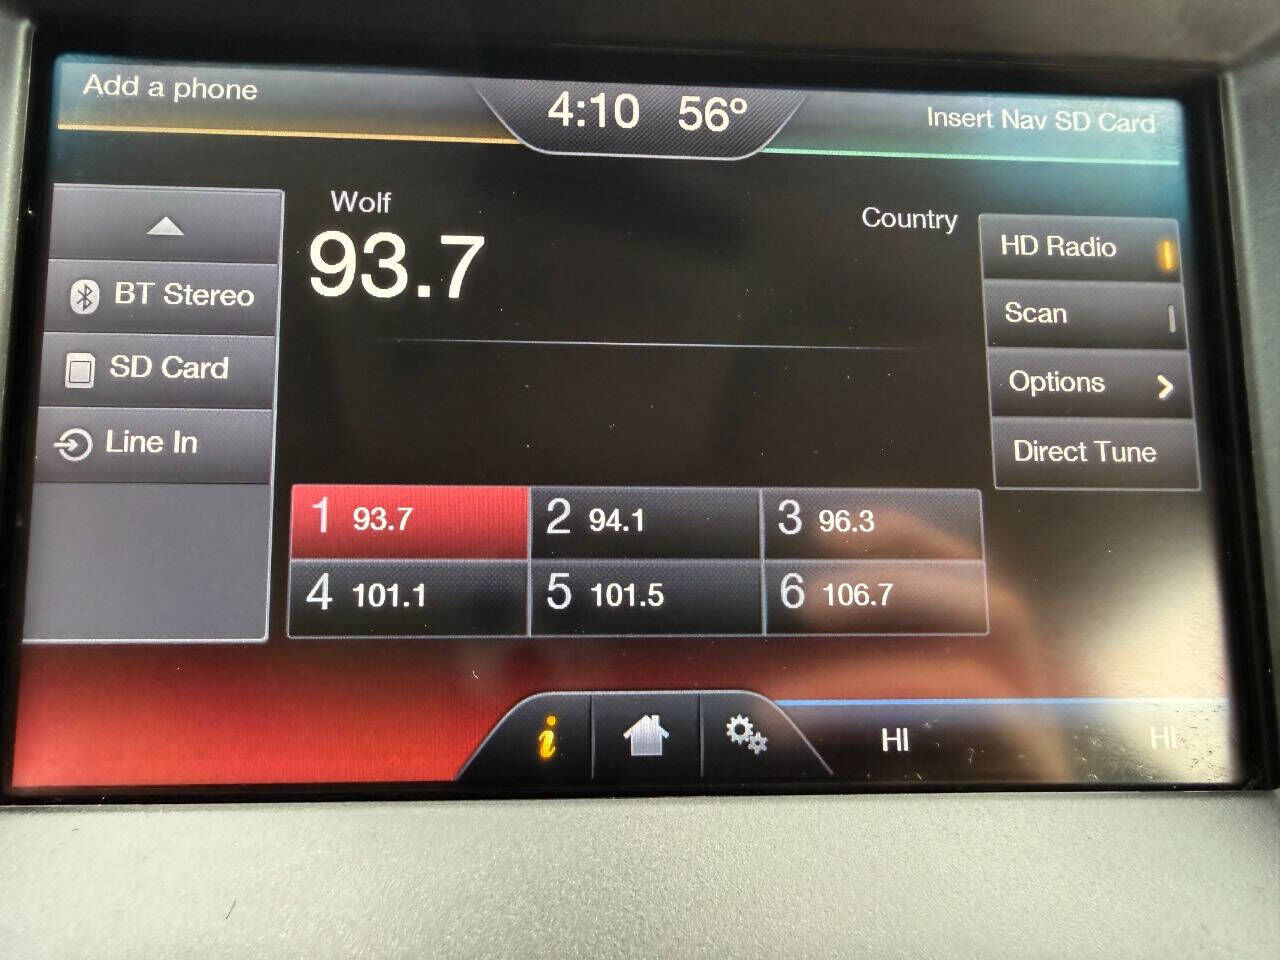 Add a phone
4:10 56°
Insert Nav SD Card
Wolf
93.7
Country
BT Stereo
SD Card
Line In
HD Radio
Scan
Options
Direct Tune
1 93.7
2 94.1
3 96.3
4 101.1
5 101.5
6 106.7
i
HI
HI